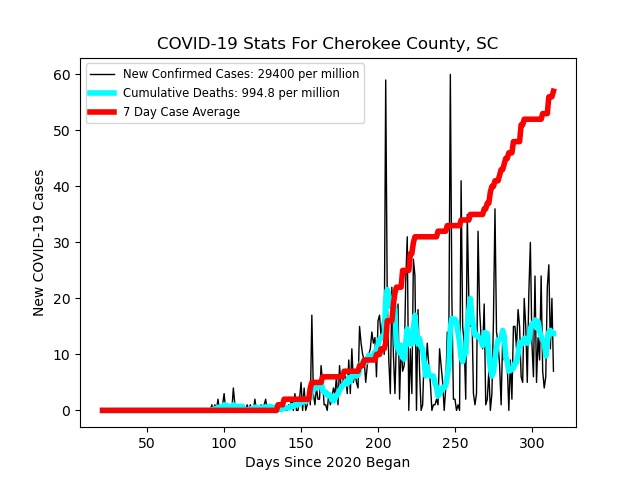 COVID-19 Stats For Cherokee County, SC
New Confirmed Cases: 29400 per million
Cumulative Deaths: 994.8 per million
7 Day Case Average
New COVID-19 Cases
60
50
40
30
20
10
0
50 100 150 200 250 300
Days Since 2020 Began